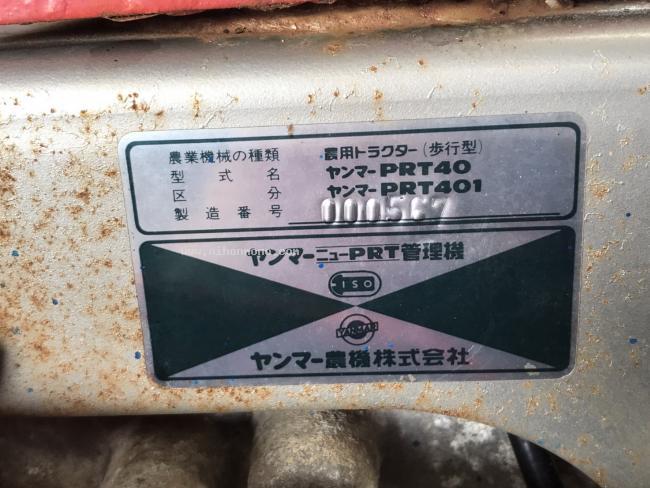 農業機械の種類 農用トラクター(歩行型)
型式名 ヤンマーPRT40
区分 ヤンマーPRT401
製造番号 000567
www.nihonnouki.com
ヤンマーニューPRT管理機
ISO
YANMAR
ヤンマー農機株式会社